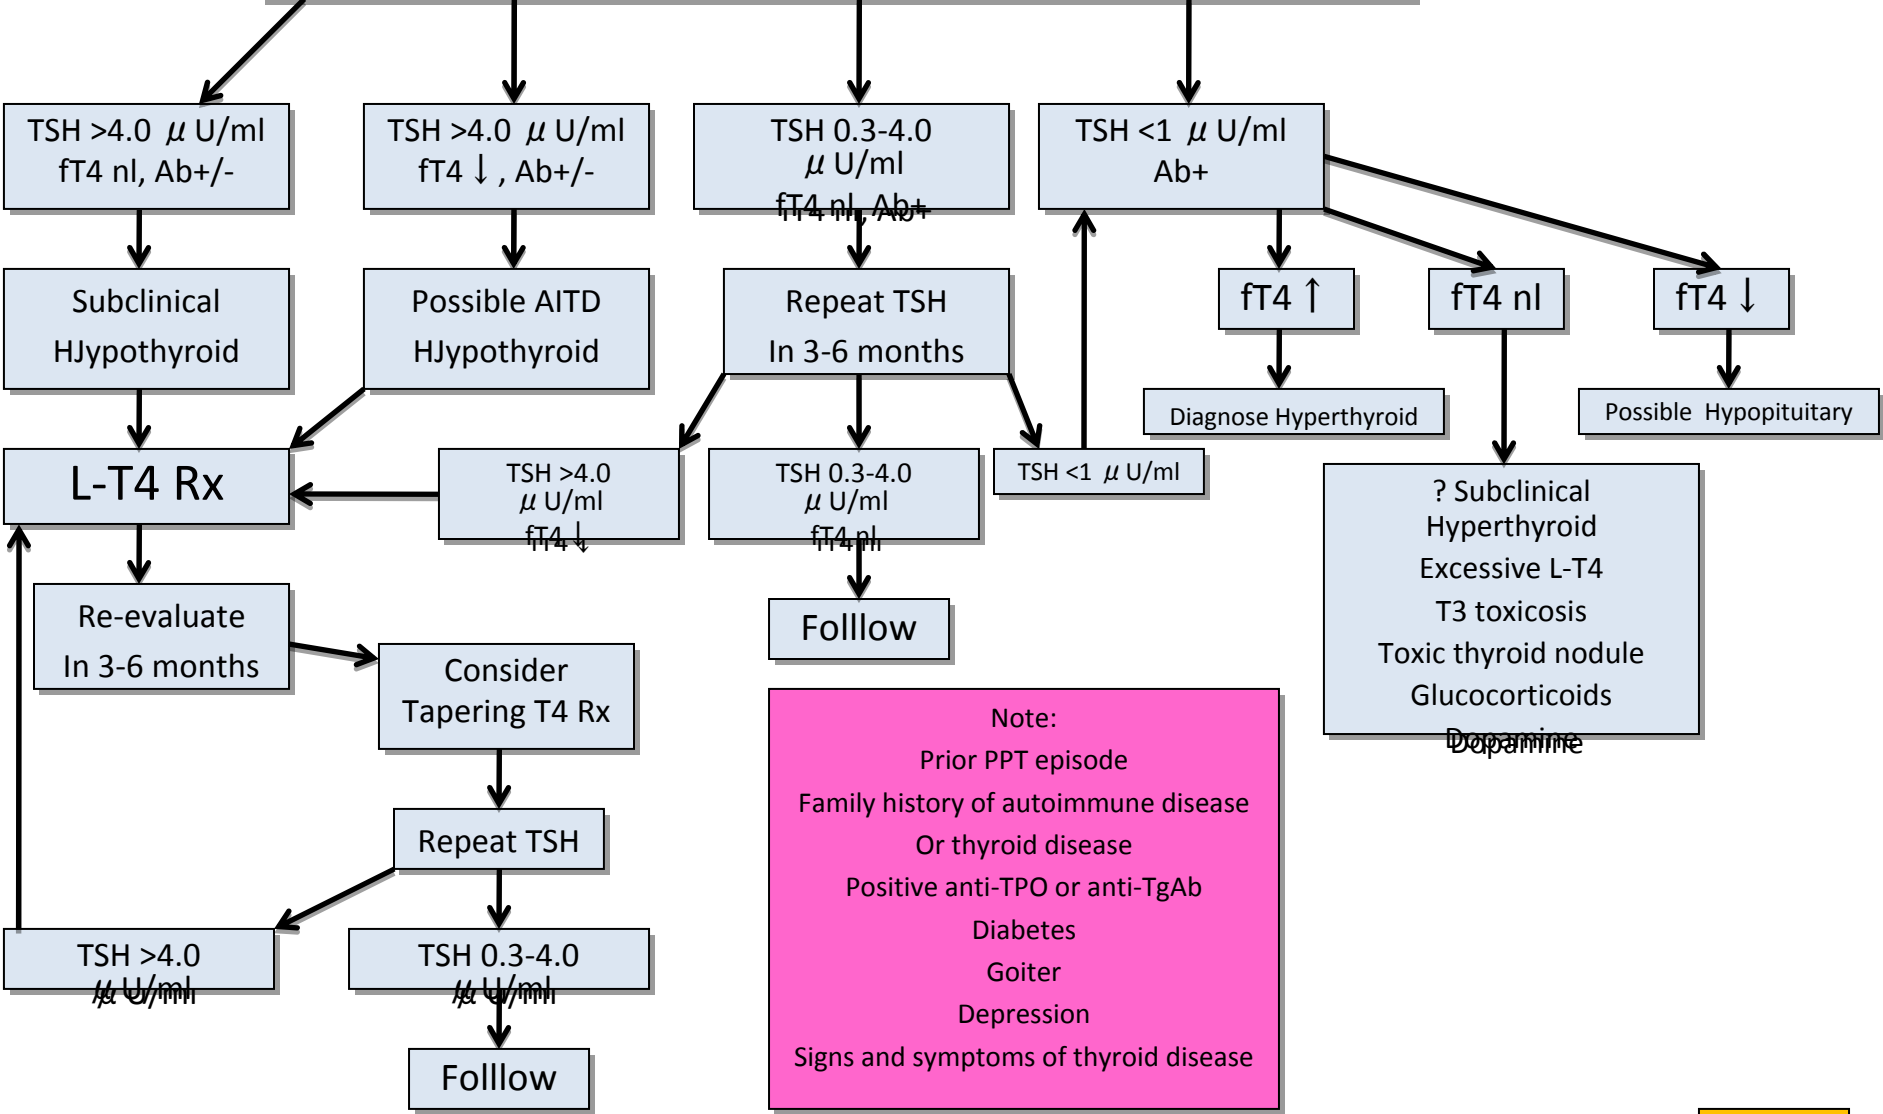 TSH >4.0 μ U/ml
fT4 nl, Ab+/-
TSH >4.0 μ U/ml
fT4 ↓ , Ab+/-
TSH 0.3-4.0
μ U/ml
fT4 nl, Ab+
TSH <1 μ U/ml
Ab+
Subclinical
HJypothyroid
Possible AITD
HJypothyroid
Repeat TSH
In 3-6 months
fT4 ↑
fT4 nl
fT4 ↓
Diagnose Hyperthyroid
Possible Hypopituitary
L-T4 Rx
TSH >4.0
μ U/ml
fT4 ↓
TSH 0.3-4.0
μ U/ml
fT4 nl
TSH <1 μ U/ml
? Subclinical
Hyperthyroid
Excessive L-T4
T3 toxicosis
Toxic thyroid nodule
Glucocorticoids
Dopamine
Re-evaluate
In 3-6 months
Folllow
Consider
Tapering T4 Rx
Repeat TSH
TSH >4.0
μ U/ml
TSH 0.3-4.0
μ U/ml
Folllow
Note:
Prior PPT episode
Family history of autoimmune disease
Or thyroid disease
Positive anti-TPO or anti-TgAb
Diabetes
Goiter
Depression
Signs and symptoms of thyroid disease